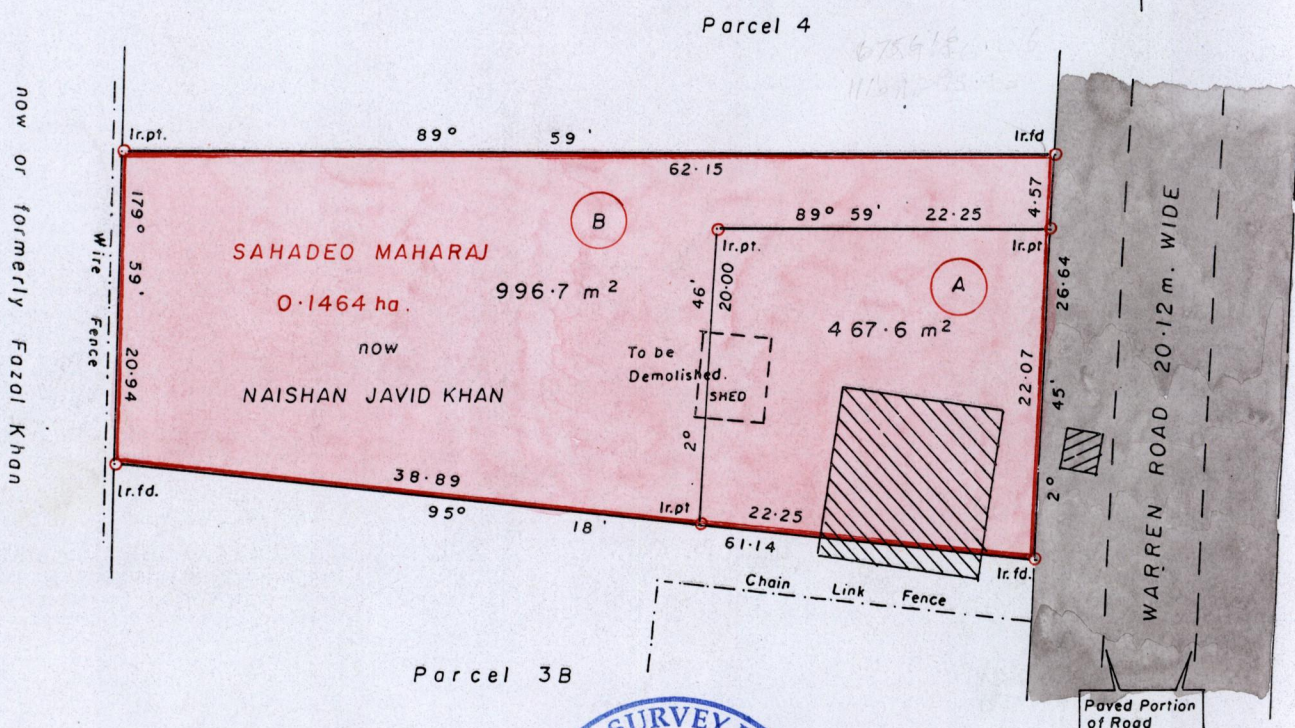 Parcel 4
Ir.pt.
89° 59'
Ir.fd
62·15
4·57
B
89° 59' 22·25
Ir.pt.
Ir.pt
179° 59' 20·94
Wire Fence
now or formerly Fazal Khan
SAHADEO MAHARAJ
0·1464 ha.
now
NAISHAN JAVID KHAN
996·7 m²
2° 46'
20·00
A
467·6 m²
To be
Demolished.
SHED
22·07
26·64
2° 45'
WARREN ROAD 20·12 m. WIDE
Ir.fd.
38·89
95° 18'
Ir.pt
22·25
61·14
Ir.fd.
Chain Link Fence
Parcel 3B
SURVEY
Paved Portion
of Road